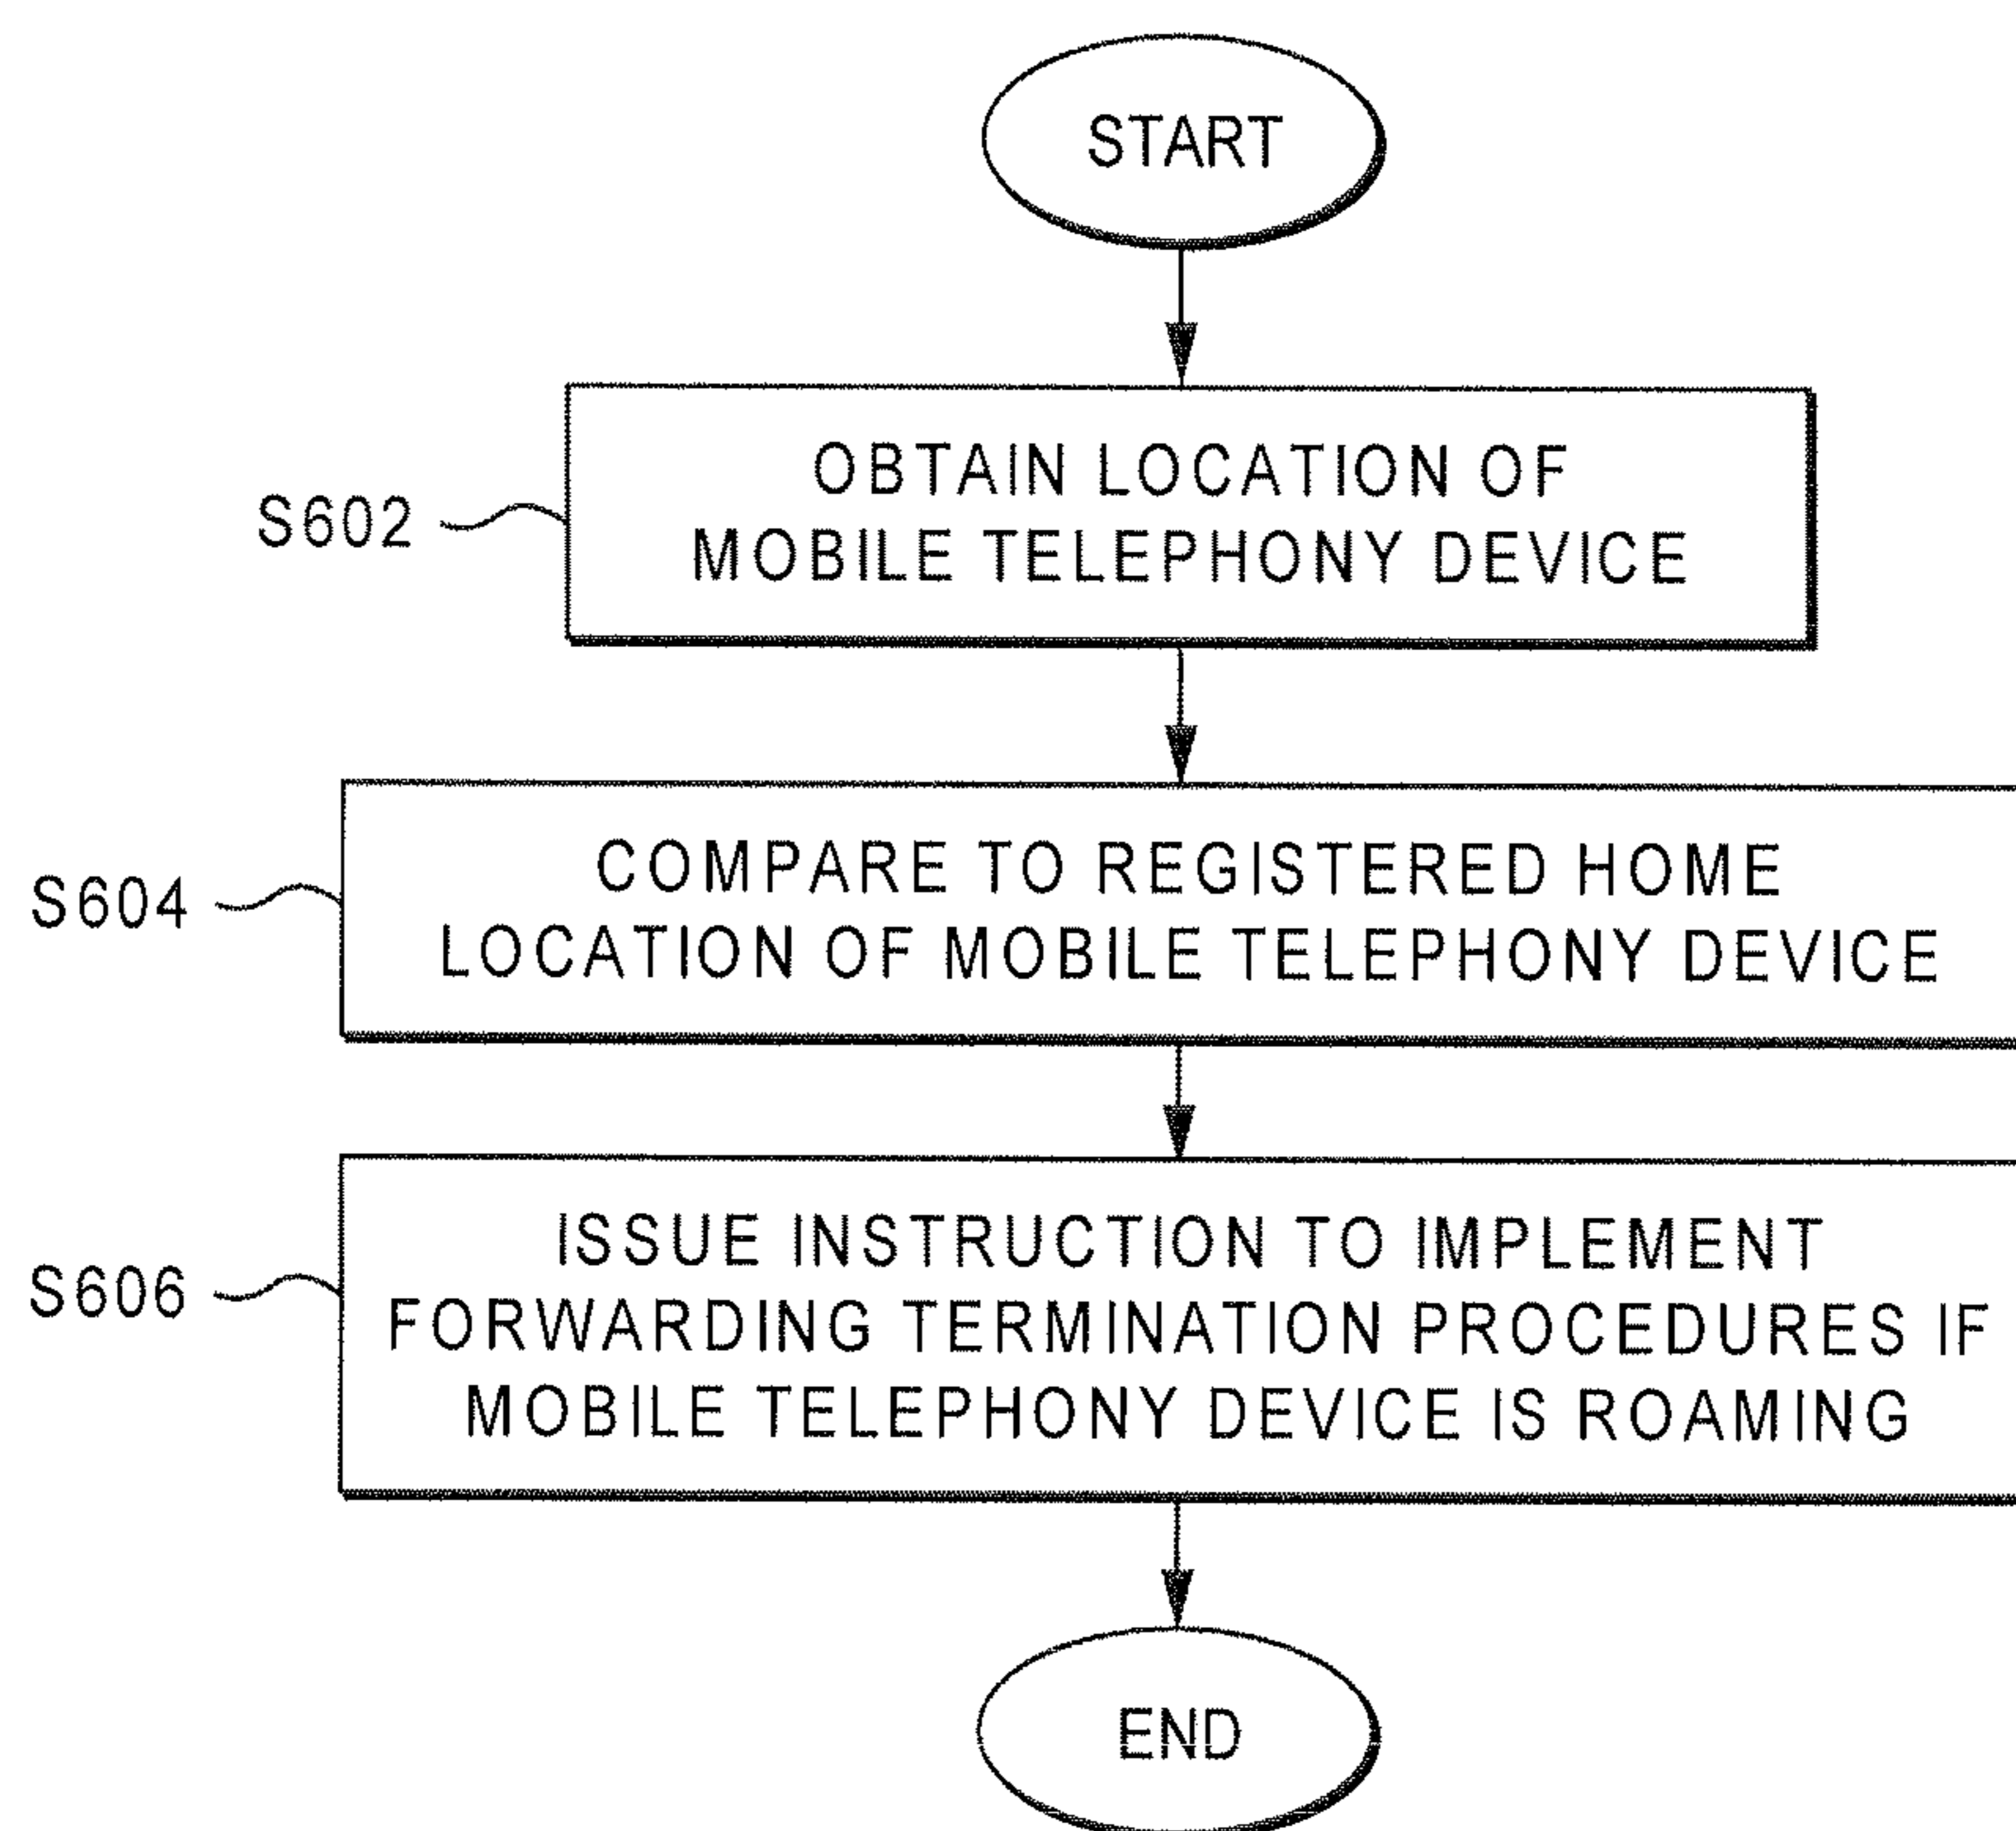 START
OBTAIN LOCATION OF
MOBILE TELEPHONY DEVICE
S602
COMPARE TO REGISTERED HOME
LOCATION OF MOBILE TELEPHONY DEVICE
S604
ISSUE INSTRUCTION TO IMPLEMENT
FORWARDING TERMINATION PROCEDURES IF
MOBILE TELEPHONY DEVICE IS ROAMING
S606
END